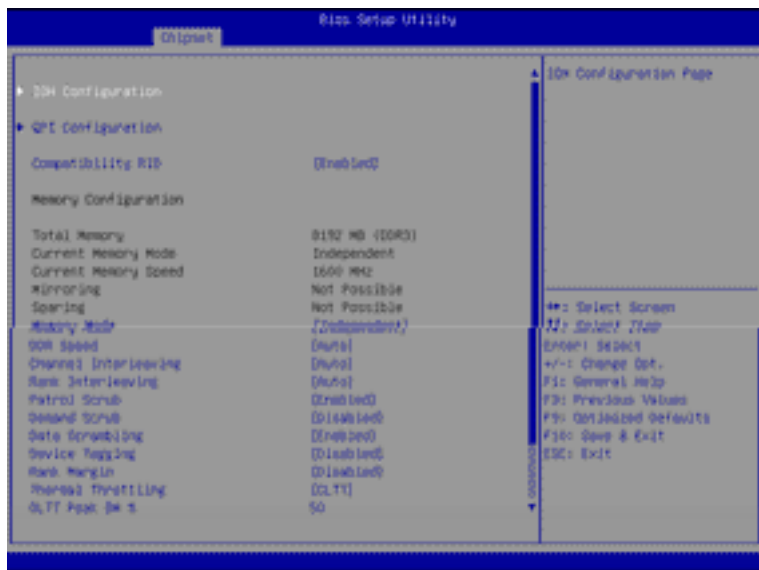 Bios Setup Utility
Chipset
IOH Configuration
IOH Configuration Page
QPI Configuration
Compatibility RID [Enabled]
Memory Configuration
Total Memory 8192 MB (DDR3)
Current Memory Mode Independent
Current Memory Speed 1600 MHz
Mirroring Not Possible
Sparing Not Possible
Memory Mode [Independent]
DDR Speed [Auto]
Channel Interleaving [Auto]
Rank Interleaving [Auto]
Patrol Scrub [Enabled]
Demand Scrub [Disabled]
Data Scrambling [Enabled]
Device Tagging [Disabled]
Rank Margin [Disabled]
Thermal Throttling [CLTT]
OLTT Peak BW % 50
: Select Screen
: Select Item
Enter: Select
+/-: Change Opt.
F1: General Help
Previous Values
F9: Optimized Defaults
F10: Save & Exit
ESC: Exit